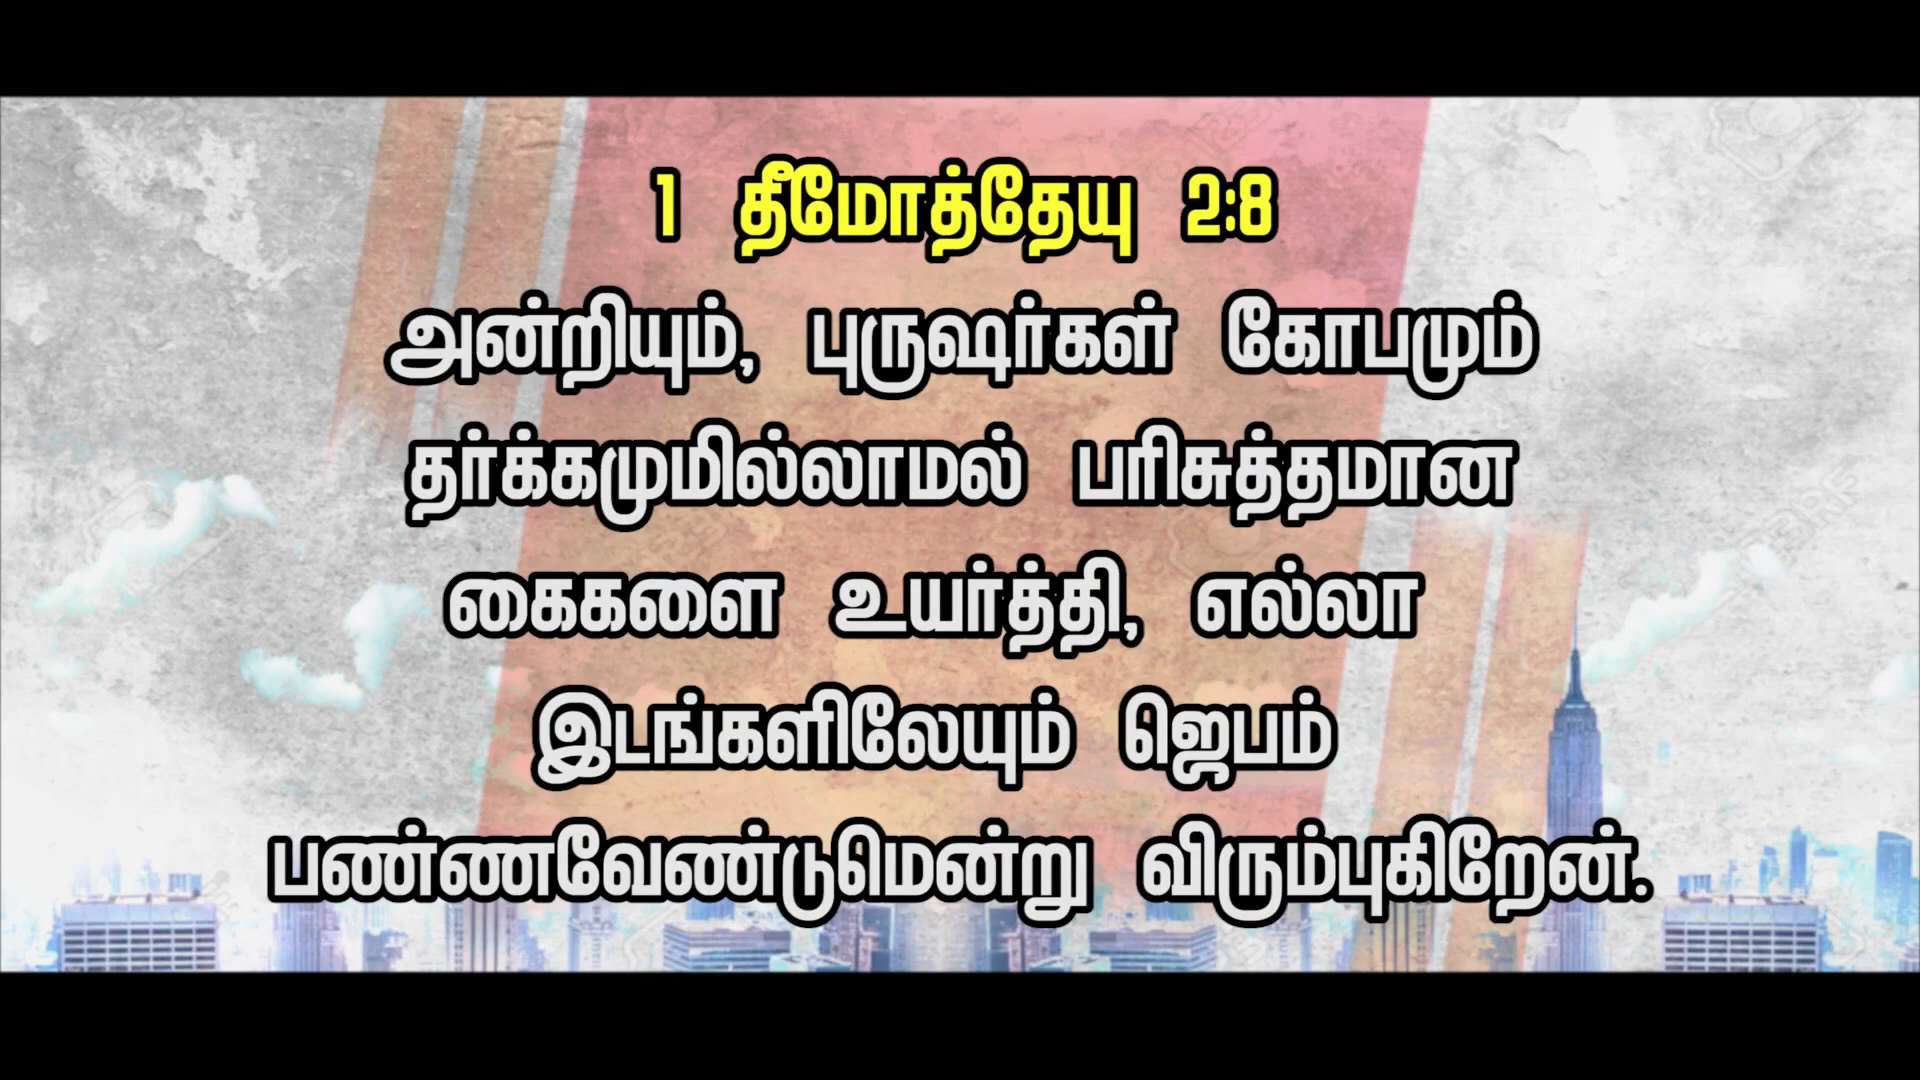 1 தீமோத்தேயு 2:8
அன்றியும், புருஷர்கள் கோபமும்
தர்க்கமுமில்லாமல் பரிசுத்தமான
கைகளை உயர்த்தி, எல்லா
இடங்களிலேயும் ஜெபம்
பண்ணவேண்டுமென்று விரும்புகிறேன்.